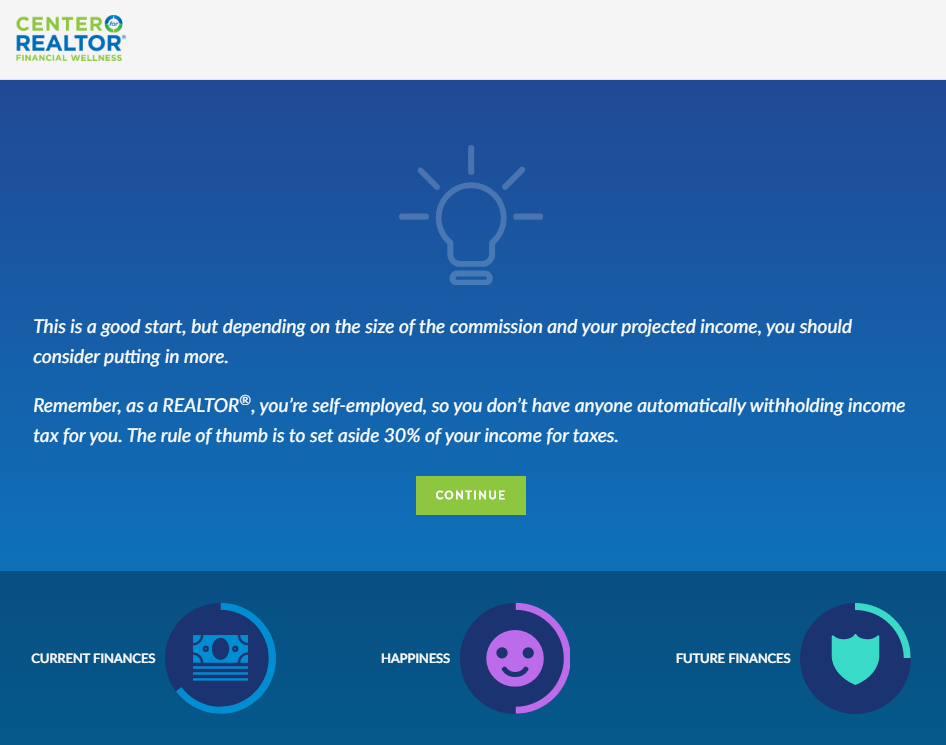 CENTER for
REALTOR®
FINANCIAL WELLNESS
This is a good start, but depending on the size of the commission and your projected income, you should
consider putting in more.
Remember, as a REALTOR®, you’re self-employed, so you don’t have anyone automatically withholding income
tax for you. The rule of thumb is to set aside 30% of your income for taxes.
CONTINUE
CURRENT FINANCES
HAPPINESS
FUTURE FINANCES